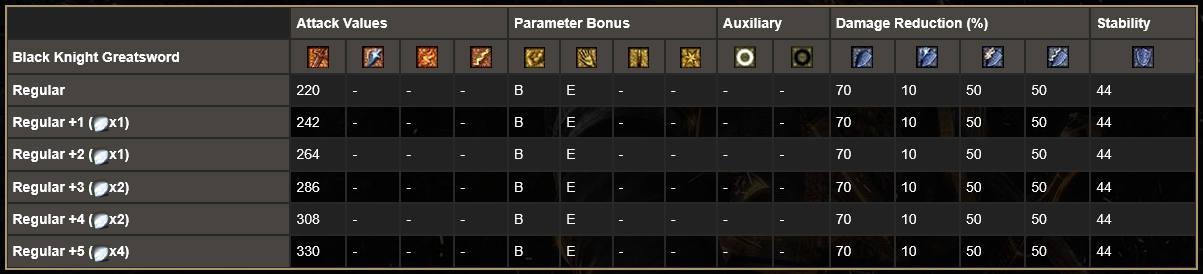 Attack Values Parameter Bonus Auxiliary Damage Reduction (%) Stability
Black Knight Greatsword
Regular 220 - - - B E - - - - 70 10 50 50 44
Regular +1 (x1) 242 - - - B E - - - - 70 10 50 50 44
Regular +2 (x1) 264 - - - B E - - - - 70 10 50 50 44
Regular +3 (x2) 286 - - - B E - - - - 70 10 50 50 44
Regular +4 (x2) 308 - - - B E - - - - 70 10 50 50 44
Regular +5 (x4) 330 - - - B E - - - - 70 10 50 50 44